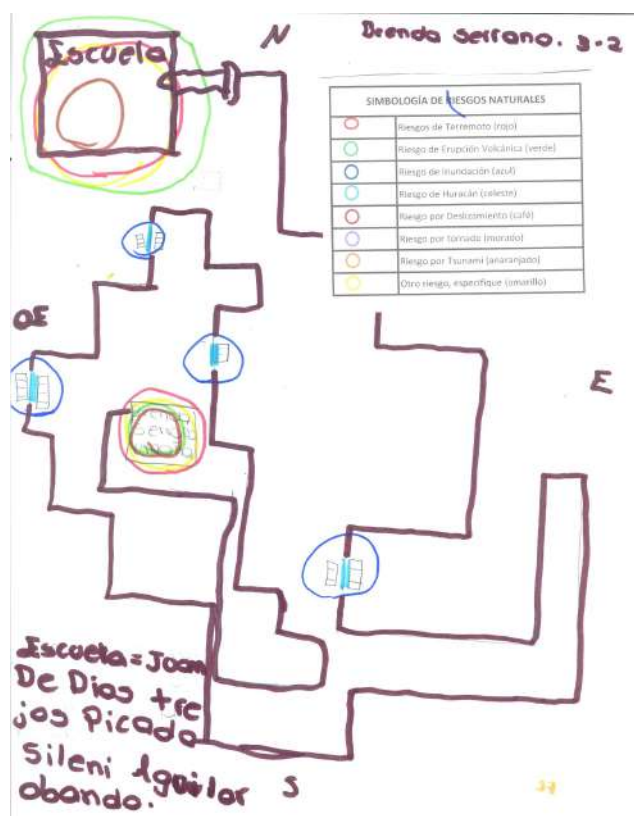 Escuela
N
Brenda Serrano. 3-2
SIMBOLOGÍA DE RIESGOS NATURALES
Riesgos de Terremoto (rojo)
Riesgo de Erupción Volcánica (verde)
Riesgo de Inundación (azul)
Riesgo de Huracán (celeste)
Riesgo por Deslizamiento (café)
Riesgo por tornado (morado)
Riesgo por Tsunami (anaranjado)
Otro riesgo, especifique (amarillo)
OE
E
Escuela = Joam
De Dios tre
jos Picado
Sileni Aguilar
obando.
S